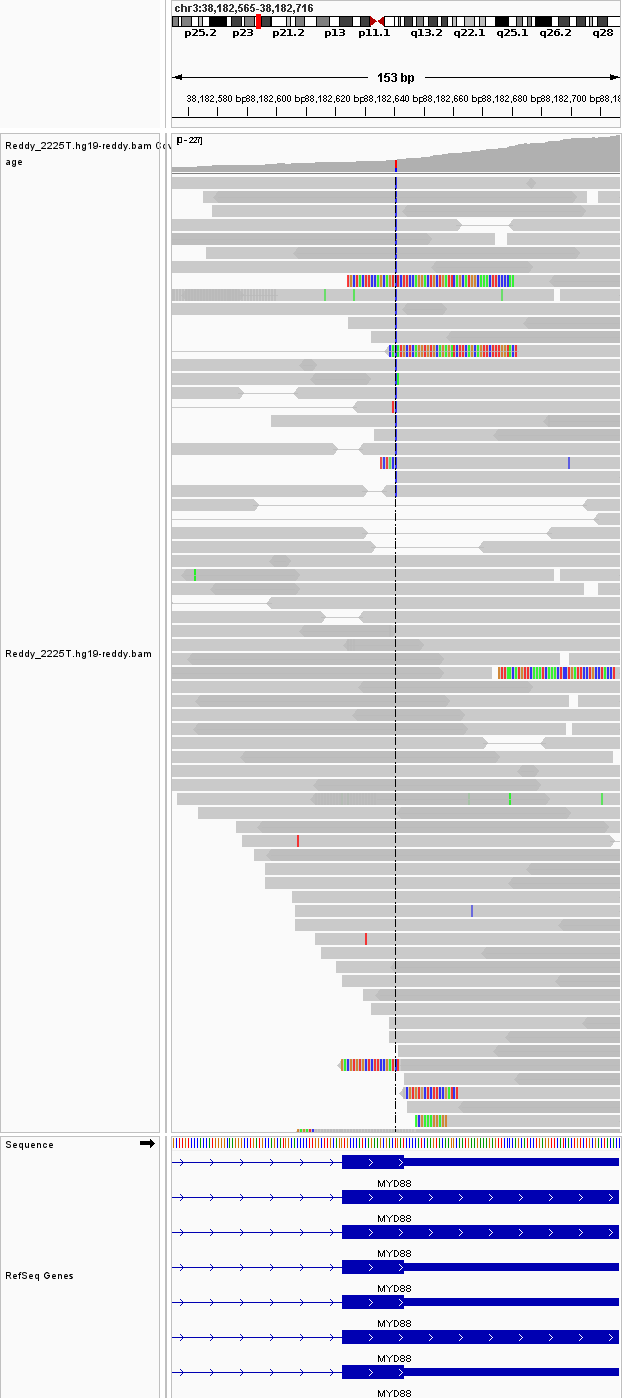 chr3:38,182,565-38,182,716
p25.2 p23 p21.2 p13 p11.1 q13.2 q22.1 q25.1 q26.2 q28
153 bp
38,182,580 bp 38,182,600 bp 38,182,620 bp 38,182,640 bp 38,182,660 bp 38,182,680 bp 38,182,700 bp
[0 - 227]
Reddy_2225T.hg19-reddy.bam Cov
age
Reddy_2225T.hg19-reddy.bam
Sequence
MYD88
MYD88
MYD88
RefSeq Genes
MYD88
MYD88
MYD88
MYD88